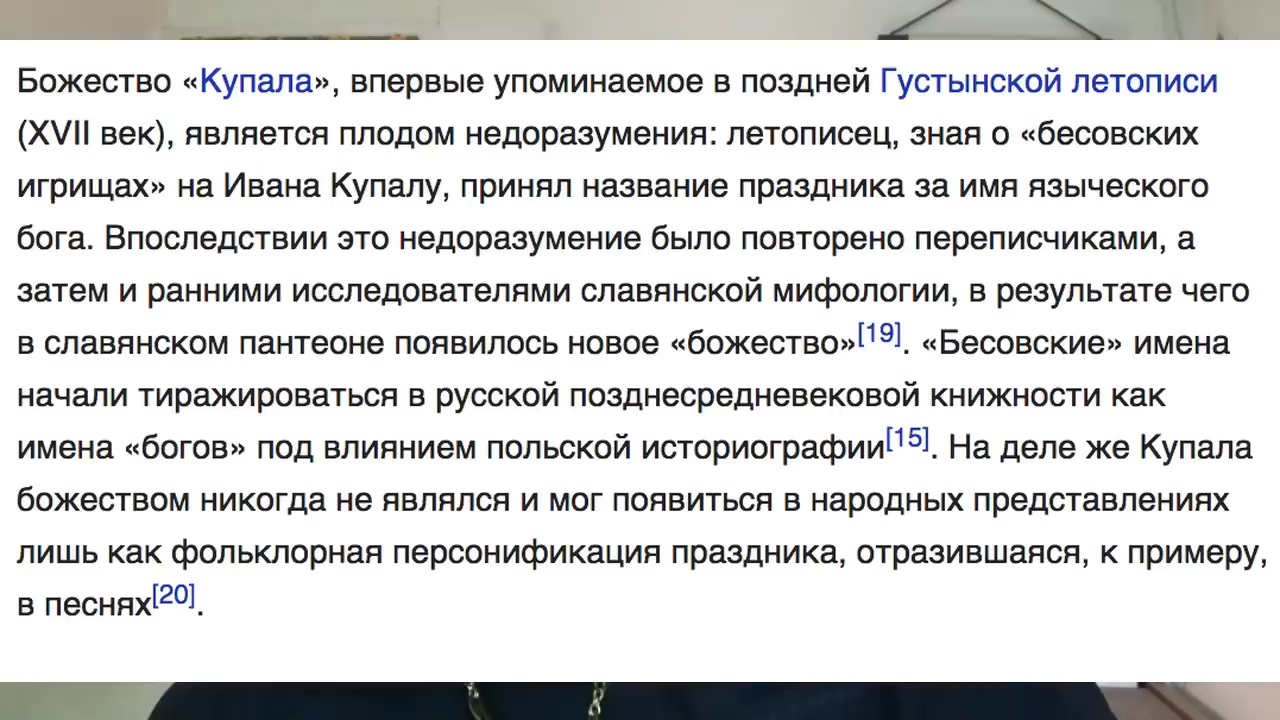 Божество «Купала», впервые упоминаемое в поздней Густынской летописи
(XVII век), является плодом недоразумения: летописец, зная о «бесовских
игрищах» на Ивана Купалу, принял название праздника за имя языческого
бога. Впоследствии это недоразумение было повторено переписчиками, а
затем и ранними исследователями славянской мифологии, в результате чего
в славянском пантеоне появилось новое «божество»[19]. «Бесовские» имена
начали тиражироваться в русской позднесредневековой книжности как
имена «богов» под влиянием польской историографии[15]. На деле же Купала
божеством никогда не являлся и мог появиться в народных представлениях
лишь как фольклорная персонификация праздника, отразившаяся, к примеру,
в песнях[20].